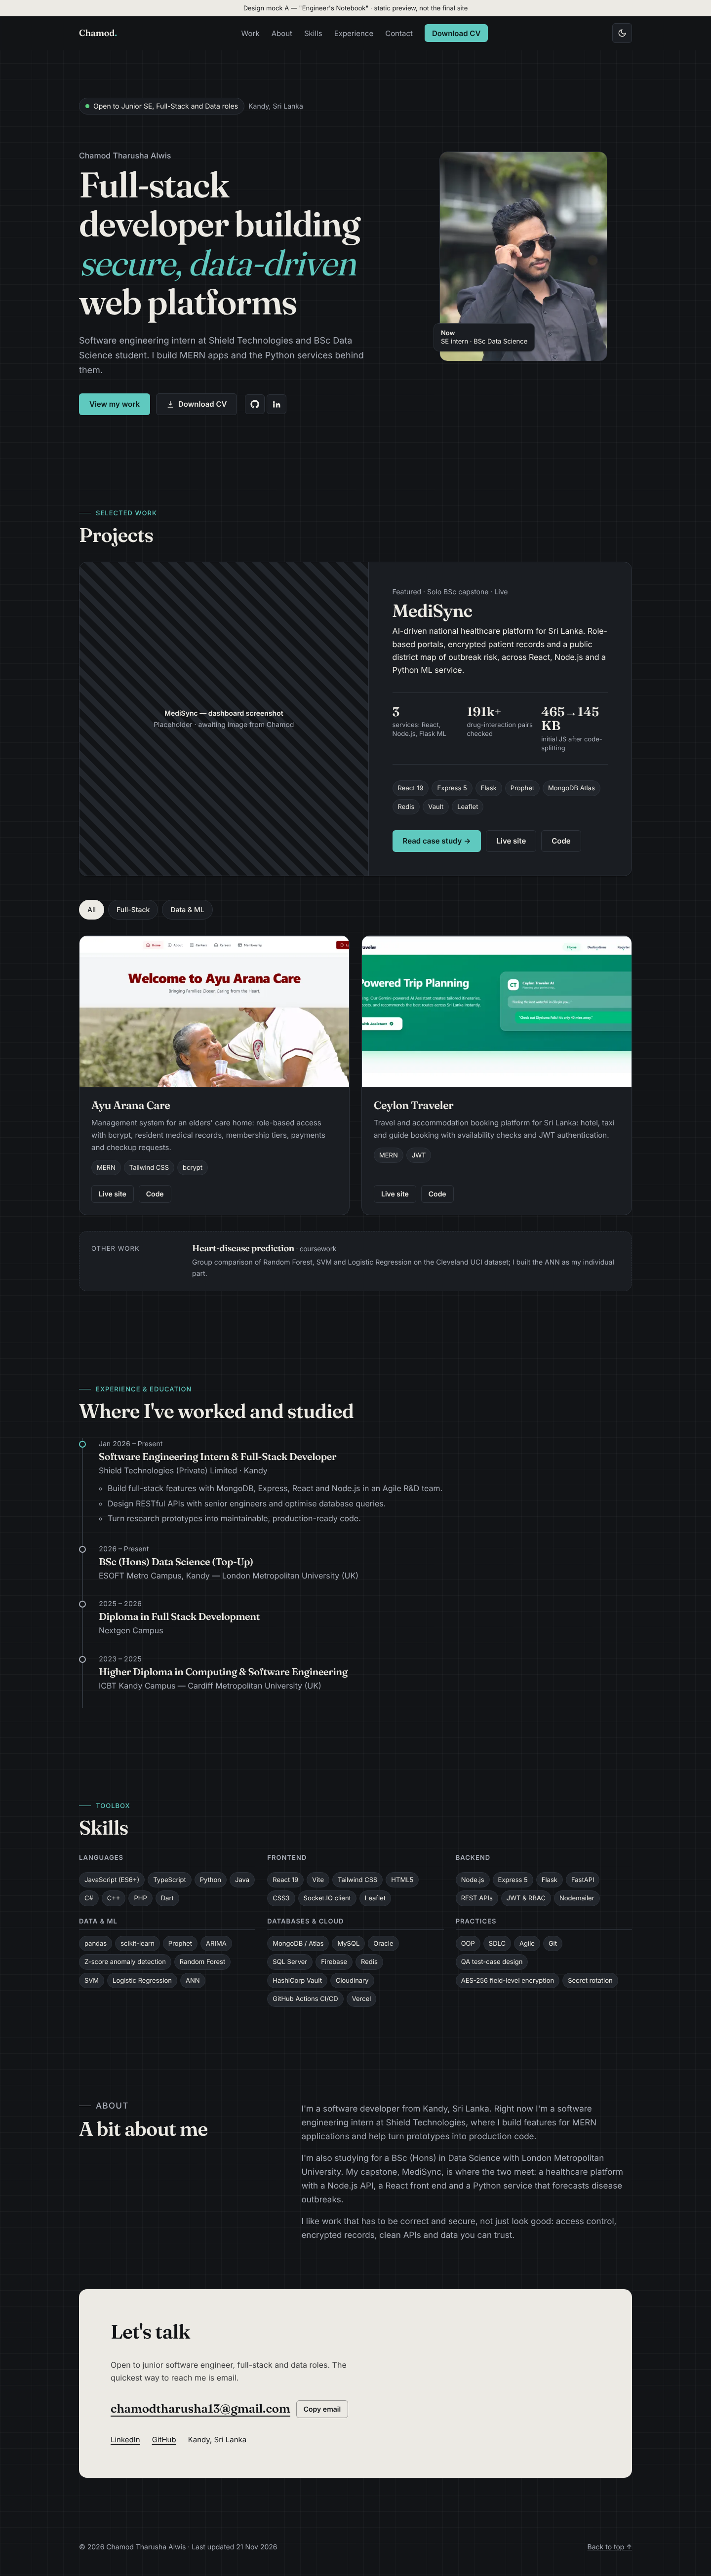 Design mock A — "Engineer's Notebook" · static preview, not the final site
Chamod.
Work
About
Skills
Experience
Contact
Download CV
Open to Junior SE, Full-Stack and Data roles
Kandy, Sri Lanka
Chamod Tharusha Alwis
Full-stack
developer building
secure, data-driven
web platforms
Software engineering intern at Shield Technologies and BSc Data
Science student. I build MERN apps and the Python services behind
them.
Now
SE intern · BSc Data Science
View my work
Download CV
SELECTED WORK
Projects
MediSync — dashboard screenshot
Placeholder · awaiting image from Chamod
Featured · Solo BSc capstone · Live
MediSync
AI-driven national healthcare platform for Sri Lanka. Role-
based portals, encrypted patient records and a public
district map of outbreak risk, across React, Node.js and a
Python ML service.
3
services: React,
Node.js, Flask ML
191k+
drug-interaction pairs
checked
465→145
KB
initial JS after code-
splitting
React 19
Express 5
Flask
Prophet
MongoDB Atlas
Redis
Vault
Leaflet
Read case study →
Live site
Code
All
Full-Stack
Data & ML
Home
About
Careers
Membership
Welcome to Ayu Arana Care
Bringing Families Closer, Caring from the Heart
Ayu Arana Care
Management system for an elders' care home: role-based access
with bcrypt, resident medical records, membership tiers, payments
and checkup requests.
MERN
Tailwind CSS
bcrypt
Live site
Code
raveler
Home
Destinations
Powered Trip Planning
CT
Ceylon Traveler AI
Ceylon Traveler
Travel and accommodation booking platform for Sri Lanka: hotel, taxi
and guide booking with availability checks and JWT authentication.
MERN
JWT
Live site
Code
OTHER WORK
Heart-disease prediction · coursework
Group comparison of Random Forest, SVM and Logistic Regression on the Cleveland UCI dataset; I built the ANN as my individual
part.
EXPERIENCE & EDUCATION
Where I've worked and studied
Jan 2026 – Present
Software Engineering Intern & Full-Stack Developer
Shield Technologies (Private) Limited · Kandy
Build full-stack features with MongoDB, Express, React and Node.js in an Agile R&D team.
Design RESTful APIs with senior engineers and optimise database queries.
Turn research prototypes into maintainable, production-ready code.
2026 – Present
BSc (Hons) Data Science (Top-Up)
ESOFT Metro Campus, Kandy — London Metropolitan University (UK)
2025 – 2026
Diploma in Full Stack Development
Nextgen Campus
2023 – 2025
Higher Diploma in Computing & Software Engineering
ICBT Kandy Campus — Cardiff Metropolitan University (UK)
TOOLBOX
Skills
LANGUAGES
JavaScript (ES6+)
TypeScript
Python
Java
C#
C++
PHP
Dart
FRONTEND
React 19
Vite
Tailwind CSS
HTML5
CSS3
Socket.IO client
Leaflet
BACKEND
Node.js
Express 5
Flask
FastAPI
REST APIs
JWT & RBAC
Nodemailer
DATA & ML
pandas
scikit-learn
Prophet
ARIMA
Z-score anomaly detection
Random Forest
SVM
Logistic Regression
ANN
DATABASES & CLOUD
MongoDB / Atlas
MySQL
Oracle
SQL Server
Firebase
Redis
HashiCorp Vault
Cloudinary
GitHub Actions CI/CD
Vercel
PRACTICES
OOP
SDLC
Agile
Git
QA test-case design
AES-256 field-level encryption
Secret rotation
ABOUT
A bit about me
I'm a software developer from Kandy, Sri Lanka. Right now I'm a software
engineering intern at Shield Technologies, where I build features for MERN
applications and help turn prototypes into production code.
I'm also studying for a BSc (Hons) in Data Science with London Metropolitan
University. My capstone, MediSync, is where the two meet: a healthcare platform
with a Node.js API, a React front end and a Python service that forecasts disease
outbreaks.
I like work that has to be correct and secure, not just look good: access control,
encrypted records, clean APIs and data you can trust.
Let's talk
Open to junior software engineer, full-stack and data roles. The
quickest way to reach me is email.
chamodtharusha13@gmail.com
Copy email
LinkedIn
GitHub
Kandy, Sri Lanka
© 2026 Chamod Tharusha Alwis · Last updated 21 Nov 2026
Back to top ↑